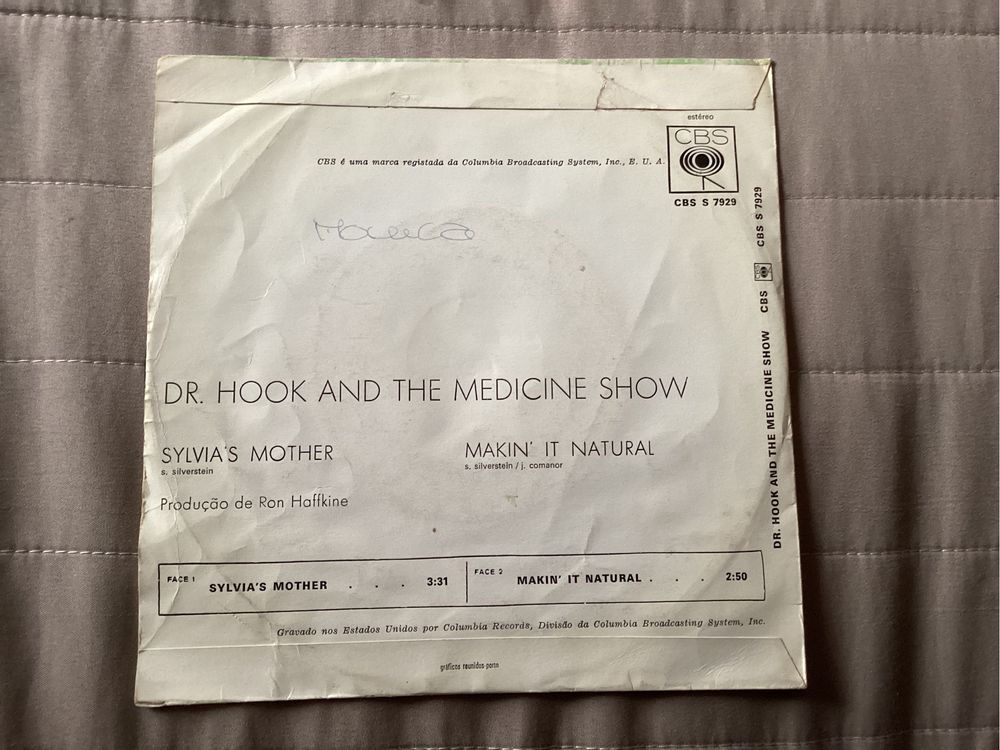 estéreo
CBS
CBS é uma marca registada da Columbia Broadcasting System, Inc., E. U. A.
CBS S 7929
DR. HOOK AND THE MEDICINE SHOW CBS CBS CBS S 7929
DR. HOOK AND THE MEDICINE SHOW
SYLVIA'S MOTHER
s. silverstein
MAKIN' IT NATURAL
s. silverstein / j. comanor
Produção de Ron Haffkine
FACE 1 SYLVIA'S MOTHER . . . 3:31
FACE 2 MAKIN' IT NATURAL . . . 2:50
Gravado nos Estados Unidos por Columbia Records, Divisão da Columbia Broadcasting System, Inc.
gráficos reunidos-porto